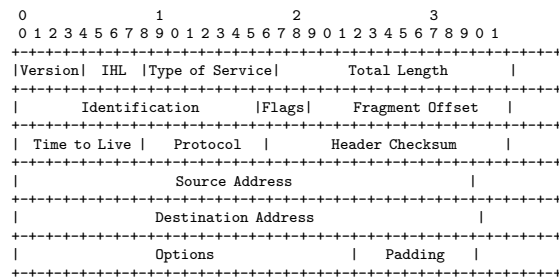 0                   1                   2                   3
0 1 2 3 4 5 6 7 8 9 0 1 2 3 4 5 6 7 8 9 0 1 2 3 4 5 6 7 8 9 0 1
+-+-+-+-+-+-+-+-+-+-+-+-+-+-+-+-+-+-+-+-+-+-+-+-+-+-+-+-+-+-+-+-+
|Version| IHL |Type of Service| Total Length |
+-+-+-+-+-+-+-+-+-+-+-+-+-+-+-+-+-+-+-+-+-+-+-+-+-+-+-+-+-+-+-+-+
| Identification |Flags| Fragment Offset |
+-+-+-+-+-+-+-+-+-+-+-+-+-+-+-+-+-+-+-+-+-+-+-+-+-+-+-+-+-+-+-+-+
| Time to Live | Protocol | Header Checksum |
+-+-+-+-+-+-+-+-+-+-+-+-+-+-+-+-+-+-+-+-+-+-+-+-+-+-+-+-+-+-+-+-+
| Source Address |
+-+-+-+-+-+-+-+-+-+-+-+-+-+-+-+-+-+-+-+-+-+-+-+-+-+-+-+-+-+-+-+-+
| Destination Address |
+-+-+-+-+-+-+-+-+-+-+-+-+-+-+-+-+-+-+-+-+-+-+-+-+-+-+-+-+-+-+-+-+
| Options | Padding |
+-+-+-+-+-+-+-+-+-+-+-+-+-+-+-+-+-+-+-+-+-+-+-+-+-+-+-+-+-+-+-+-+